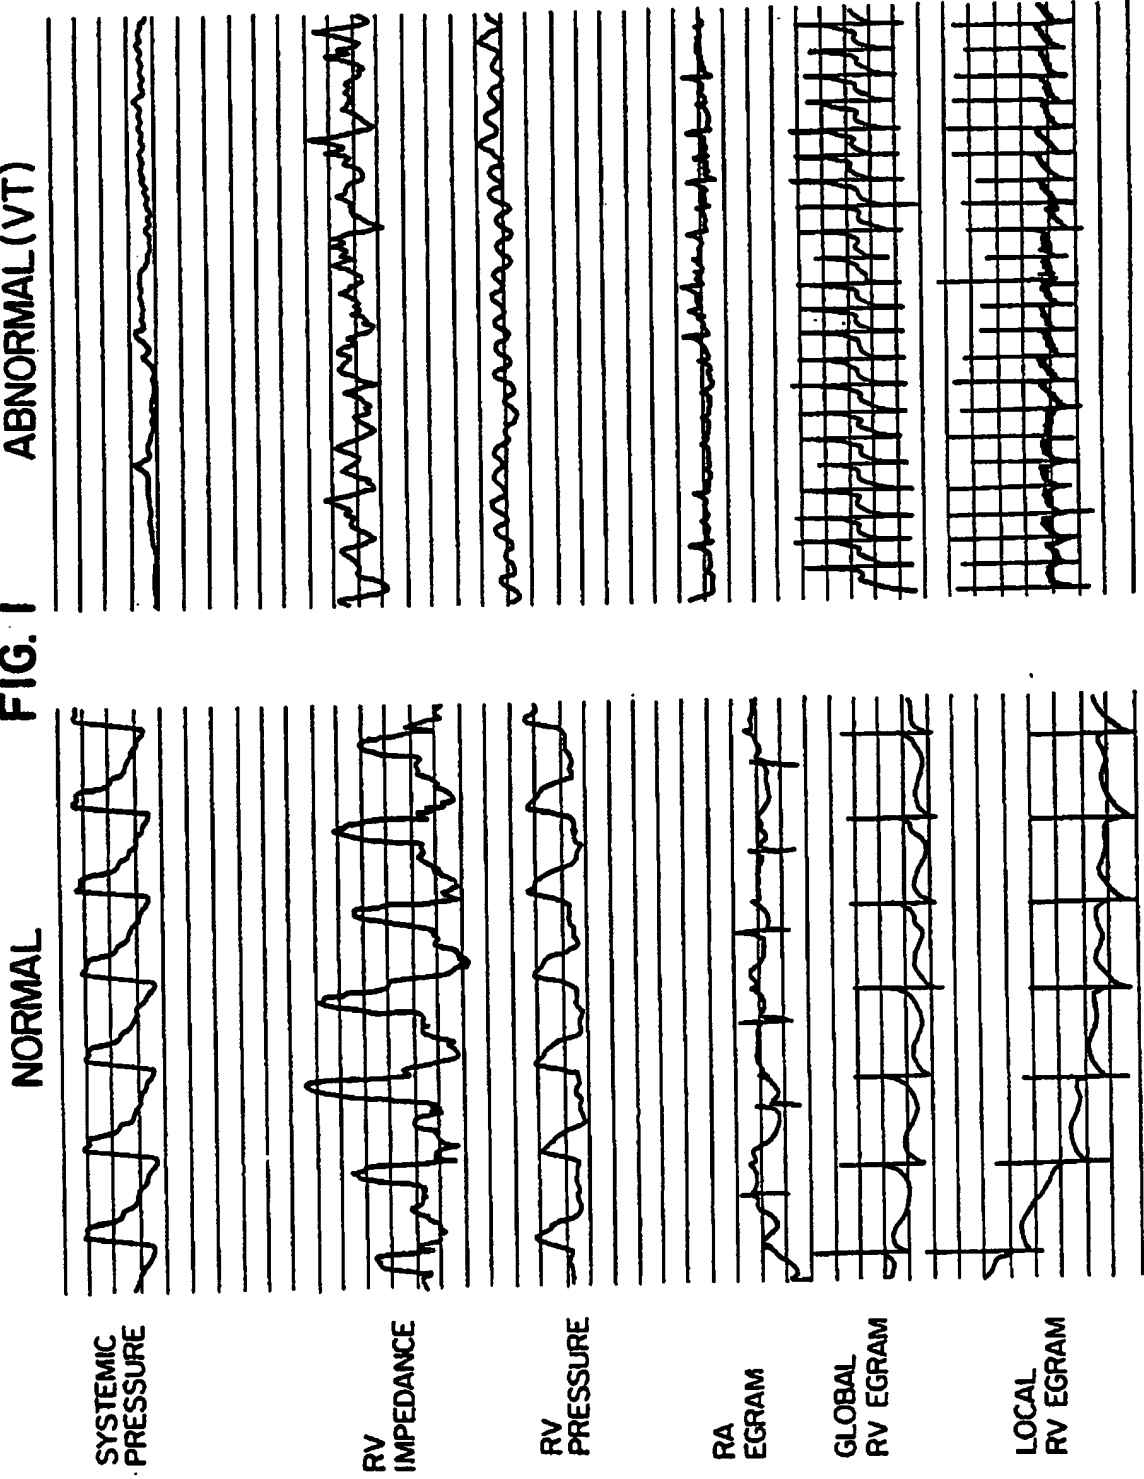 FIG. 1
NORMAL
ABNORMAL (VT)
SYSTEMIC
PRESSURE
RV
IMPEDANCE
RV
PRESSURE
RA
EGRAM
GLOBAL
RV EGRAM
LOCAL
RV EGRAM